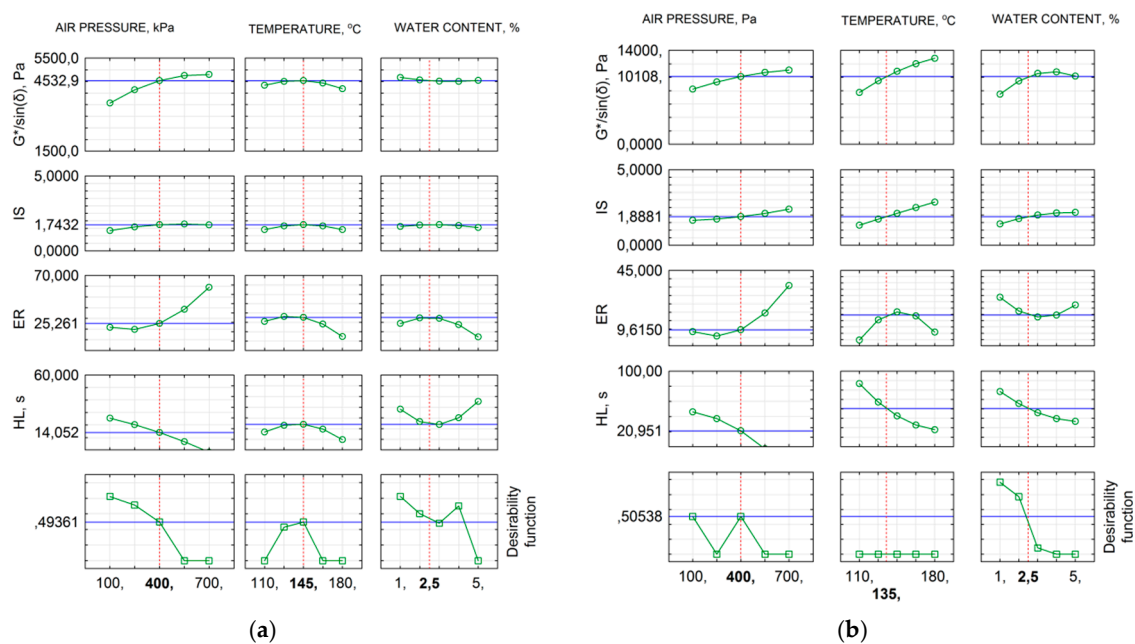 AIR PRESSURE, kPa
TEMPERATURE, °C
WATER CONTENT, %
G*/sin(δ), Pa
5500,0
4532,9
1500,0
IS
5,0000
1,7432
0,0000
ER
70,000
25,261
HL, s
60,000
14,052
,49361
Desirability
function
100, 400, 700,
110, 145, 180,
1, 2,5 5,
(a)
AIR PRESSURE, Pa
TEMPERATURE, °C
WATER CONTENT, %
G*/sin(δ), Pa
14000,
10108,
0,0000
IS
5,0000
1,8881
0,0000
ER
45,000
9,6150
HL, s
100,00
20,951
,50538
Desirability
function
100, 400, 700,
110, 180,
135,
1, 2,5 5,
(b)